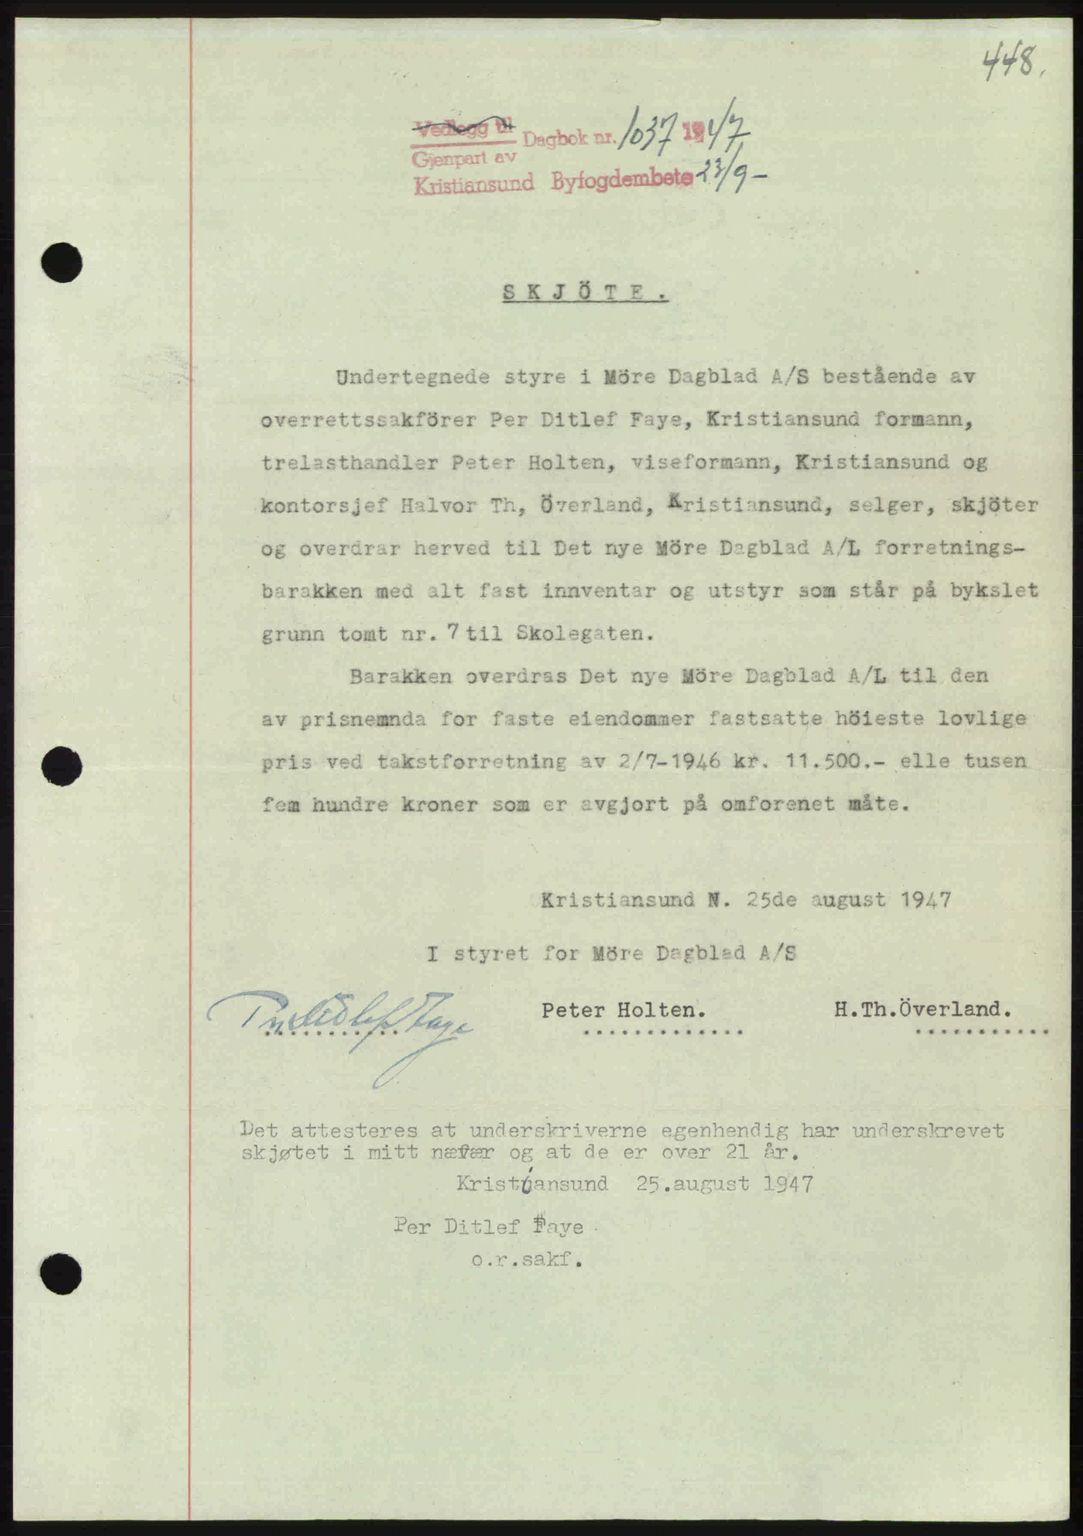 448.
Vedlegg til
Dagbok nr. 1037 1947
Gjenpart av
Kristiansund Byfogdembete 23/9-
SKJÖTE.
Undertegnede styre i Möre Dagblad A/S bestående av
overrettssakförer Per Ditlef Faye, Kristiansund formann,
trelasthandler Peter Holten, viseformann, Kristiansund og
kontorsjef Halvor Th, Överland, Kristiansund, selger, skjöter
og overdrar herved til Det nye Möre Dagblad A/L forretnings-
barakken med alt fast innventar og utstyr som står på bykslet
grunn tomt nr. 7 til Skolegaten.
Barakken overdras Det nye Möre Dagblad A/L til den
av prisnemnda for faste eiendommer fastsatte höieste lovlige
pris ved takstforretning av 2/7-1946 kr. 11.500.- elle tusen
fem hundre kroner som er avgjort på omforenet måte.
Kristiansund N. 25de august 1947
I styret for Möre Dagblad A/S
Per Ditlef Faye
Peter Holten. H.Th.Överland.
Det attesteres at underskriverne egenhendig har underskrevet
skjøtet i mitt nærvær og at de er over 21 år.
Kristiansund 25.august 1947
Per Ditlef Faye
o.r.sakf.